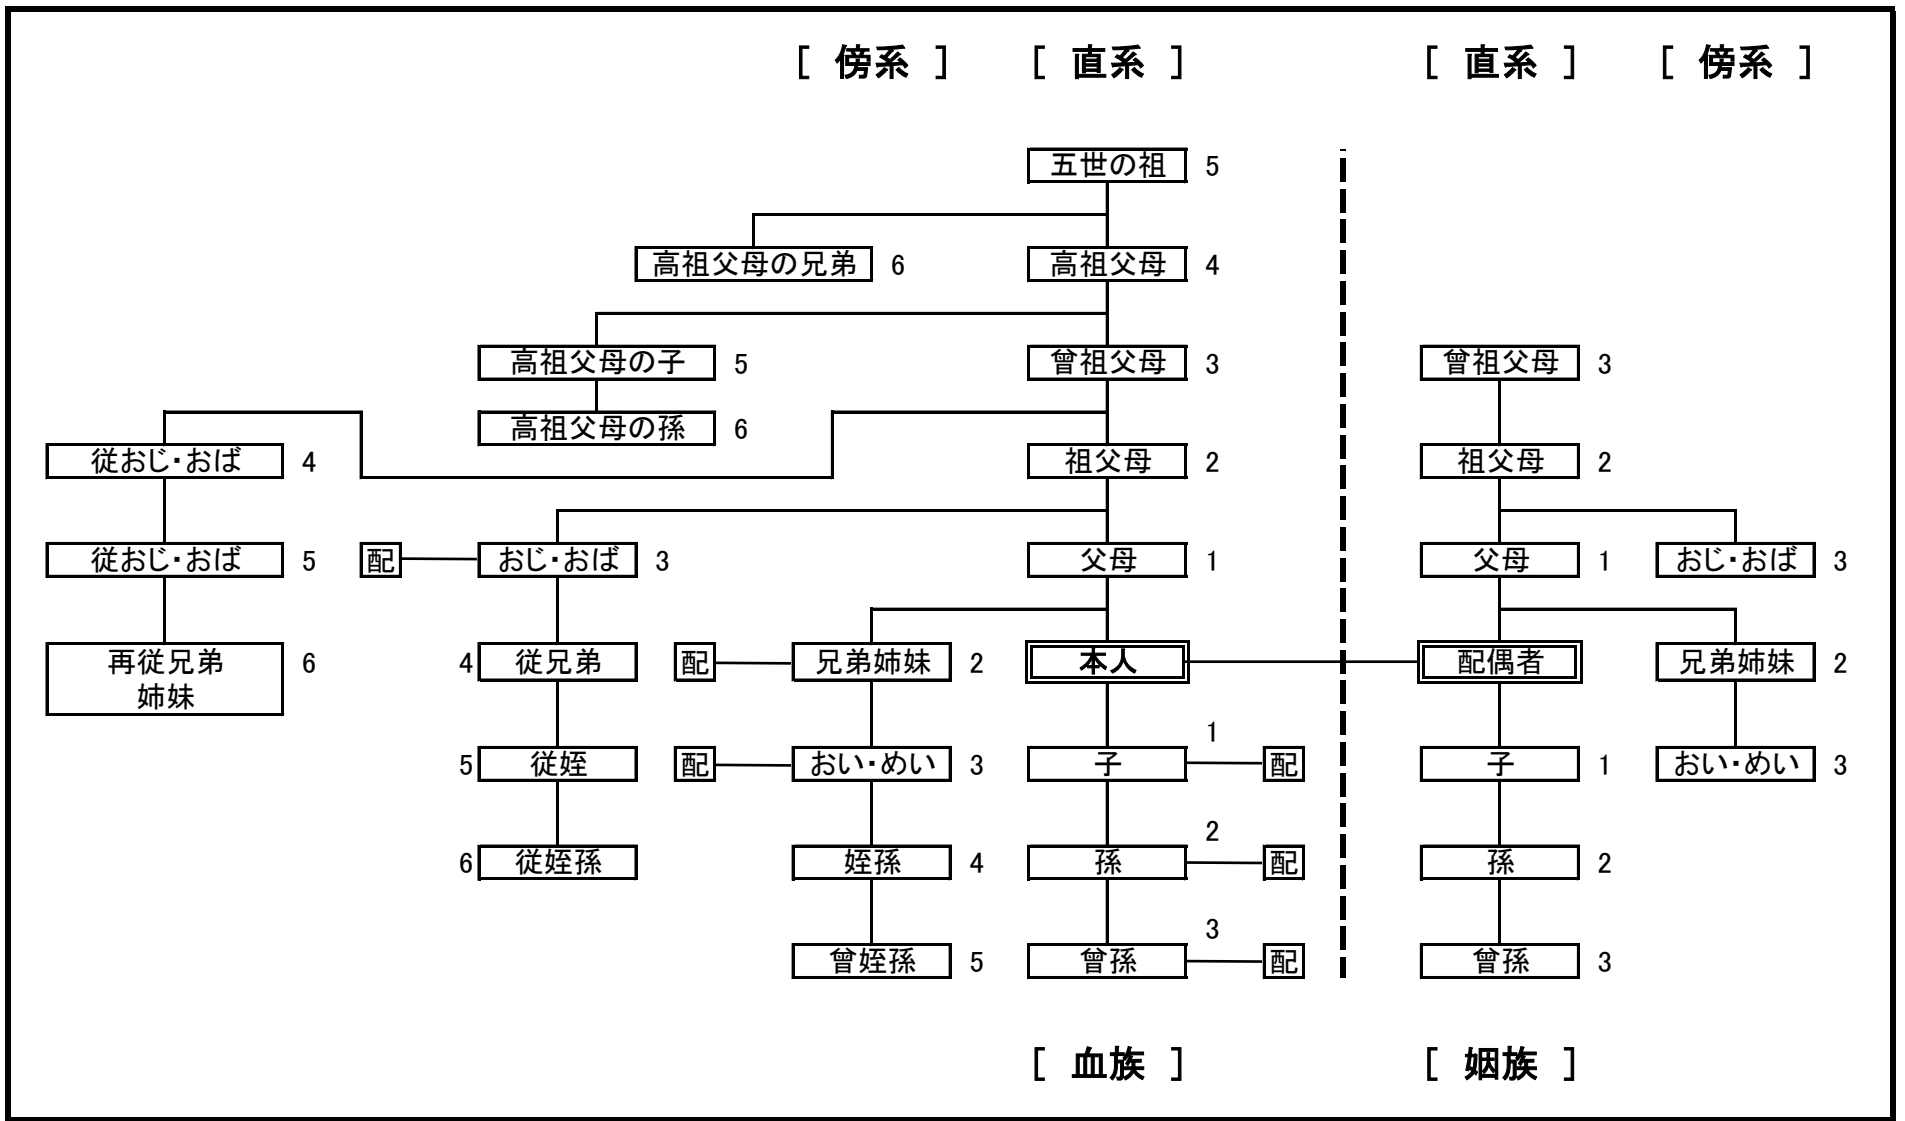 [ 傍系 ] [ 直系 ] [ 直系 ] [ 傍系 ]
五世の祖 5
高祖父母の兄弟 6 高祖父母 4
高祖父母の子 5 曾祖父母 3 曾祖父母 3
高祖父母の孫 6
従おじ・おば 4 祖父母 2 祖父母 2
従おじ・おば 5 配 おじ・おば 3 父母 1 父母 1 おじ・おば 3
再従兄弟 6 4 従兄弟 配 兄弟姉妹 2 本人 配偶者 兄弟姉妹 2
姉妹
1
5 従姪 配 おい・めい 3 子 配 子 1 おい・めい 3
2
6 従姪孫 姪孫 4 孫 配 孫 2
3
曾姪孫 5 曾孫 配 曾孫 3
[ 血族 ] [ 姻族 ]